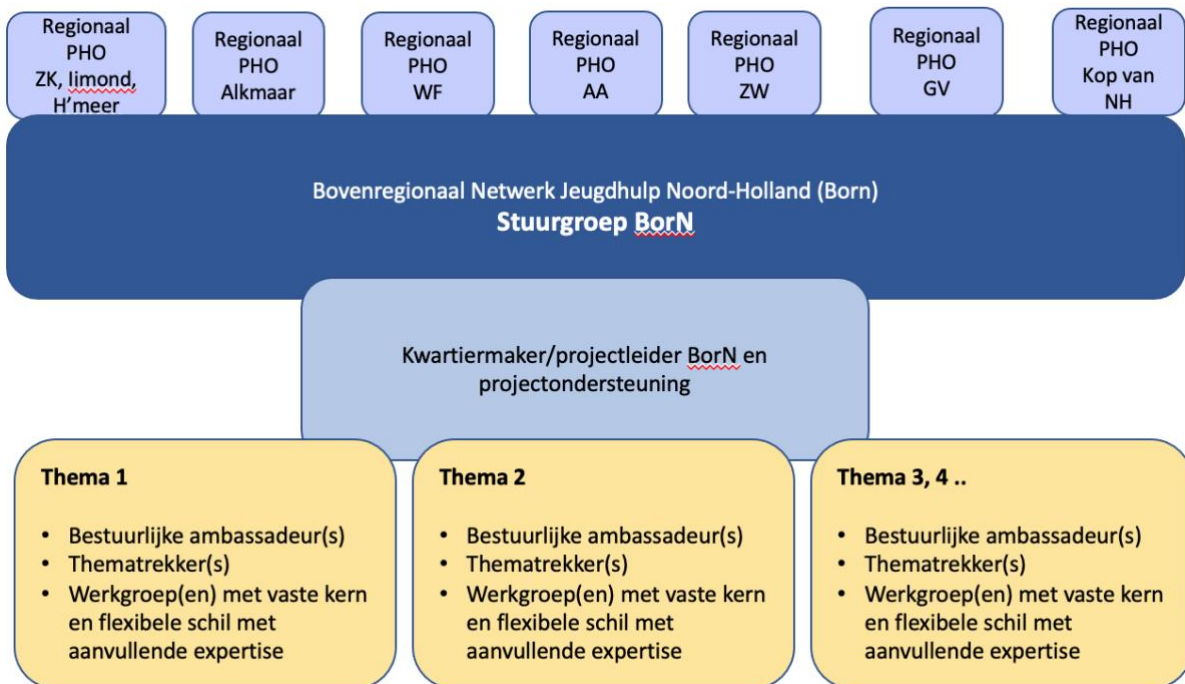 Regionaal
PHO
ZK, Iimond,
H'meer
Regionaal
PHO
Alkmaar
Regionaal
PHO
WF
Regionaal
PHO
AA
Regionaal
PHO
ZW
Regionaal
PHO
GV
Regionaal
PHO
Kop van
NH
Bovenregionaal Netwerk Jeugdhulp Noord-Holland (Born)
Stuurgroep BorN
Kwartiermaker/projectleider BorN en
projectondersteuning
Thema 1
• Bestuurlijke ambassadeur(s)
• Thematrekker(s)
• Werkgroep(en) met vaste kern
en flexibele schil met
aanvullende expertise
Thema 2
• Bestuurlijke ambassadeur(s)
• Thematrekker(s)
• Werkgroep(en) met vaste kern
en flexibele schil met
aanvullende expertise
Thema 3, 4 ..
• Bestuurlijke ambassadeur(s)
• Thematrekker(s)
• Werkgroep(en) met vaste kern
en flexibele schil met
aanvullende expertise